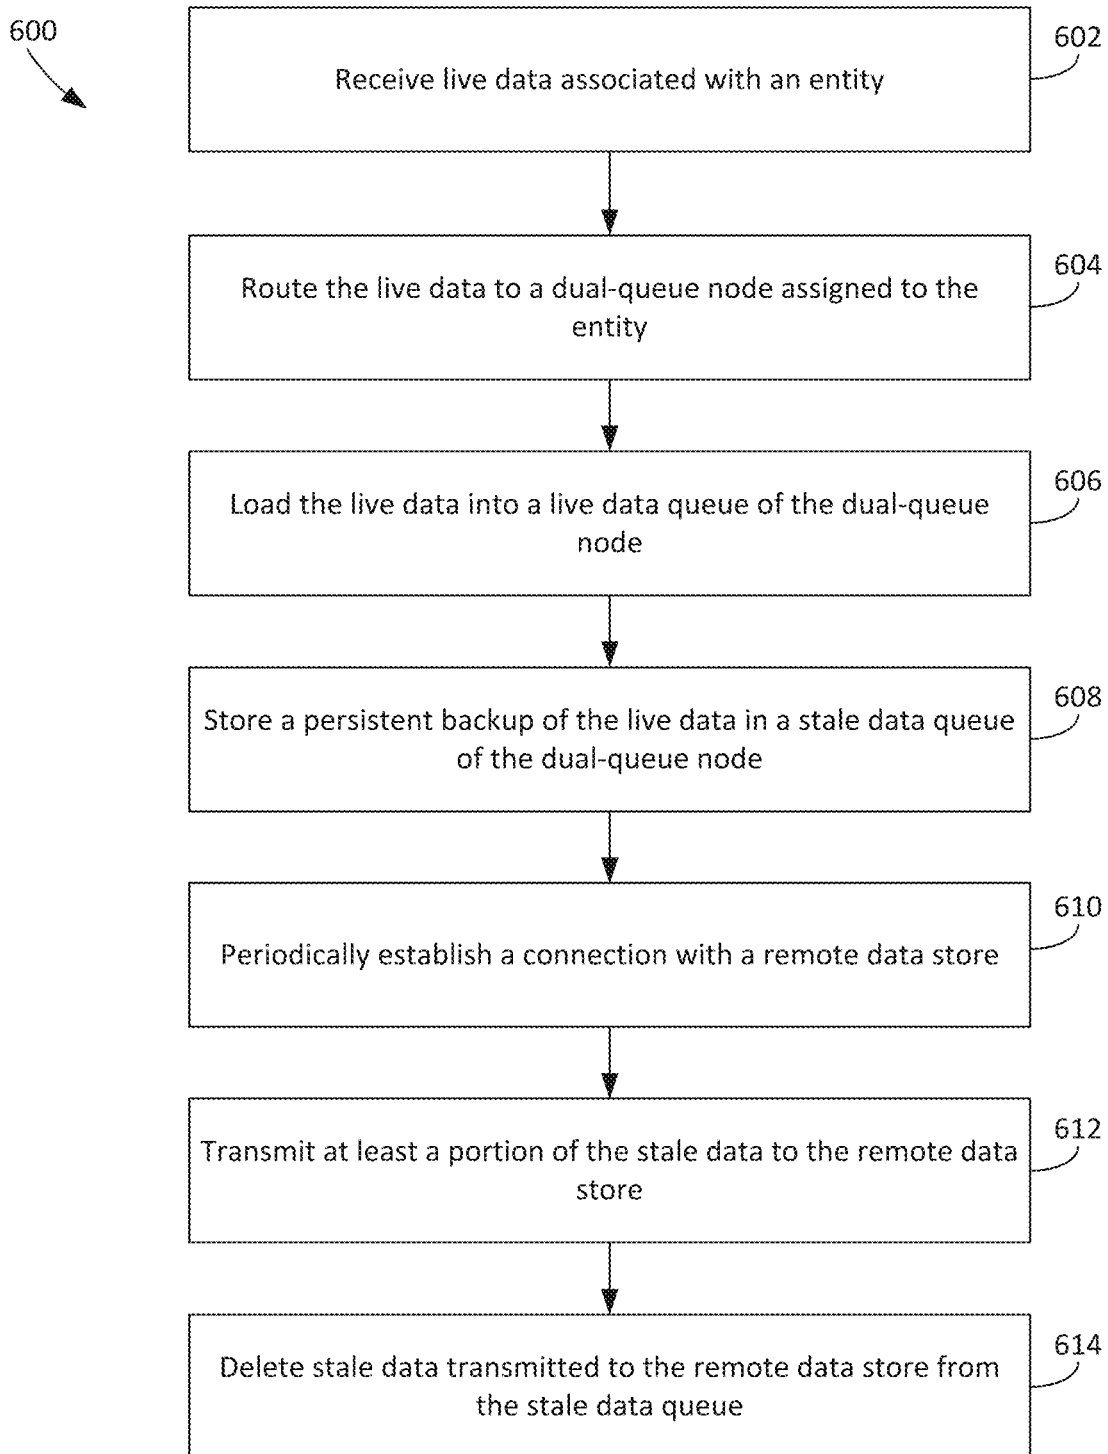 600
602
Receive live data associated with an entity
604
Route the live data to a dual-queue node assigned to the
entity
606
Load the live data into a live data queue of the dual-queue
node
608
Store a persistent backup of the live data in a stale data queue
of the dual-queue node
610
Periodically establish a connection with a remote data store
612
Transmit at least a portion of the stale data to the remote data
store
614
Delete stale data transmitted to the remote data store from
the stale data queue